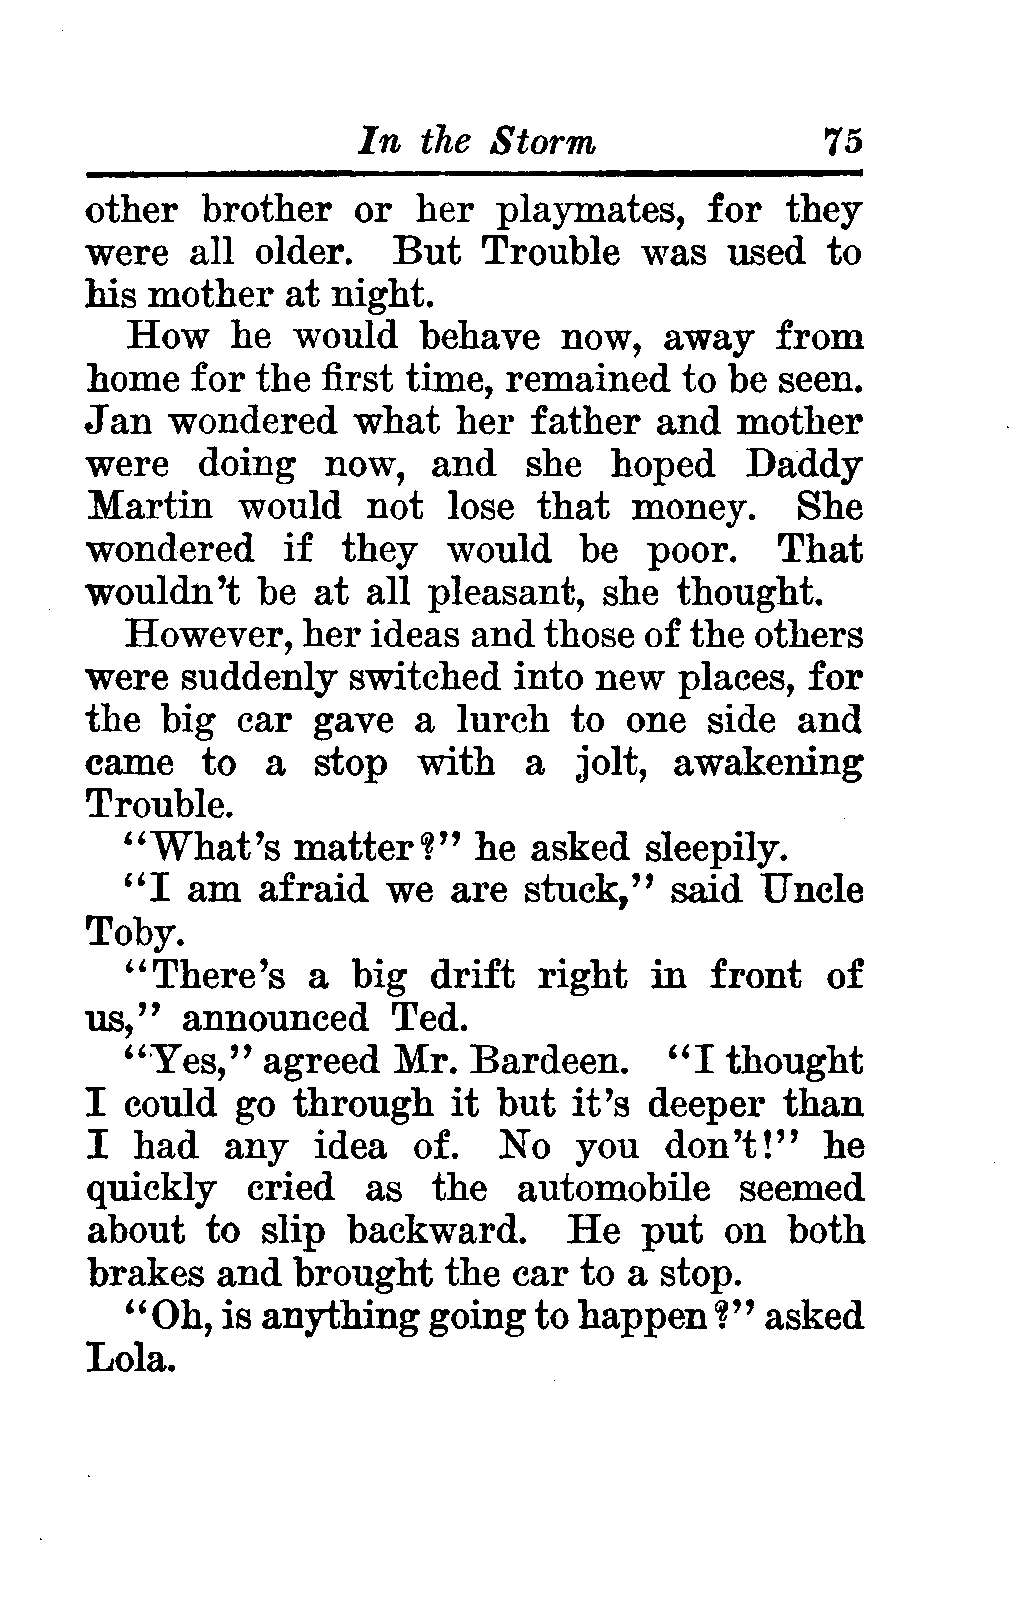 In the Storm 75
other brother or her playmates, for they
were all older. But Trouble was used to
his mother at night.
How he would behave now, away from
home for the first time, remained to be seen.
Jan wondered what her father and mother
were doing now, and she hoped Daddy
Martin would not lose that money. She
wondered if they would be poor. That
wouldn't be at all pleasant, she thought.
However, her ideas and those of the others
were suddenly switched into new places, for
the big car gave a lurch to one side and
came to a stop with a jolt, awakening
Trouble.
"What's matter?" he asked sleepily.
"I am afraid we are stuck," said Uncle
Toby.
"There's a big drift right in front of
us," announced Ted.
"Yes," agreed Mr. Bardeen. "I thought
I could go through it but it's deeper than
I had any idea of. No you don't!" he
quickly cried as the automobile seemed
about to slip backward. He put on both
brakes and brought the car to a stop.
"Oh, is anything going to happen?" asked
Lola.